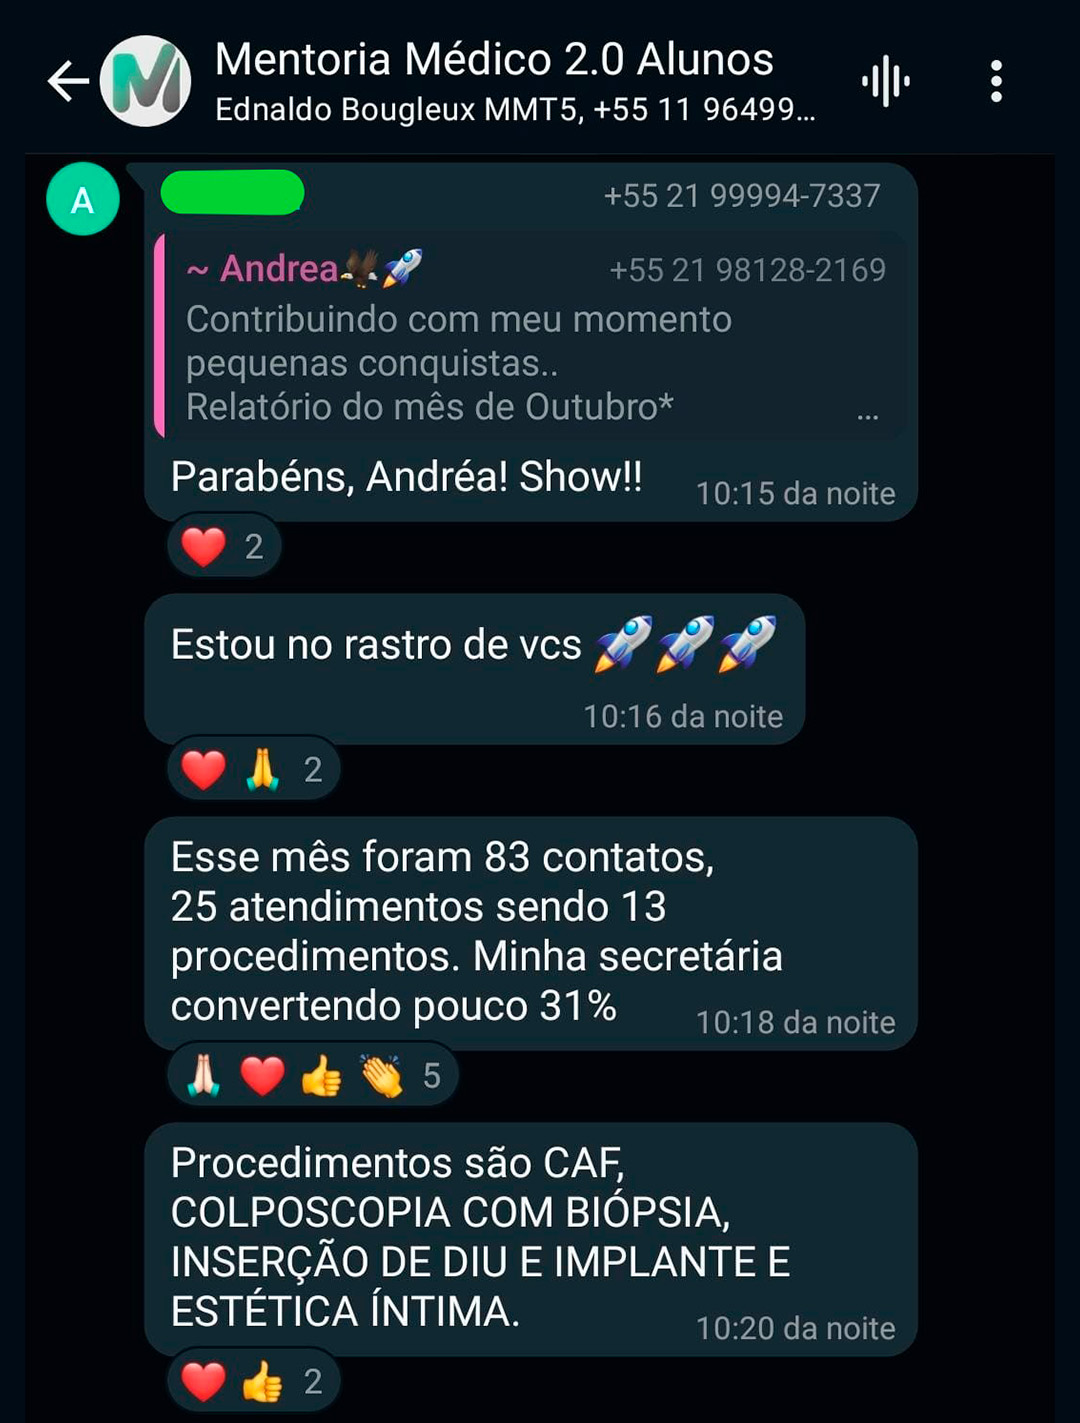 Mentoria Médico 2.0 Alunos
Ednaldo Bougleux MMT5, +55 11 96499...
A
+55 21 99994-7337
~ Andrea🦅🚀 +55 21 98128-2169
Contribuindo com meu momento
pequenas conquistas..
Relatório do mês de Outubro* ...
Parabéns, Andréa! Show!! 10:15 da noite
❤️ 2
Estou no rastro de vcs 🚀🚀🚀
10:16 da noite
❤️ 🙏 2
Esse mês foram 83 contatos,
25 atendimentos sendo 13
procedimentos. Minha secretária
convertendo pouco 31% 10:18 da noite
🙏🏻 ❤️ 👍 👏 5
Procedimentos são CAF,
COLPOSCOPIA COM BIÓPSIA,
INSERÇÃO DE DIU E IMPLANTE E
ESTÉTICA ÍNTIMA. 10:20 da noite
❤️ 👍 2